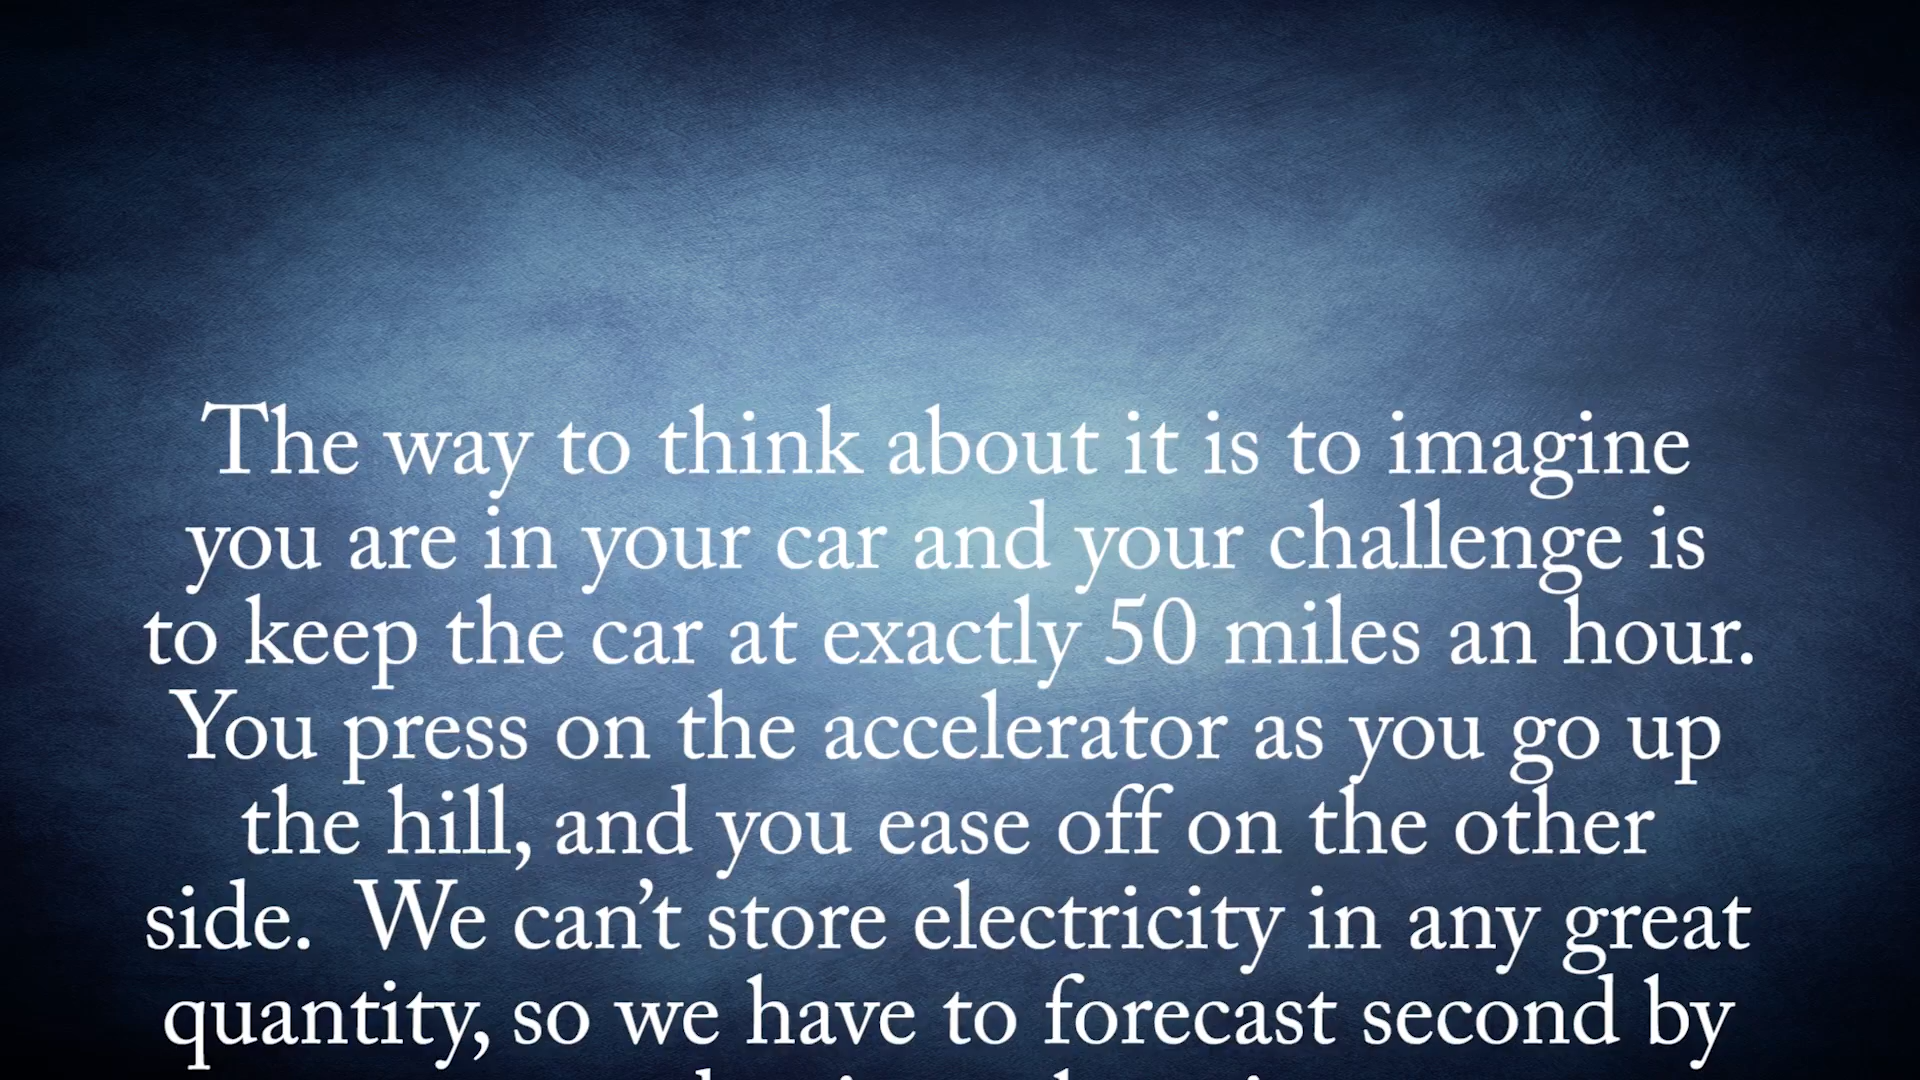 The way to think about it is to imagine
you are in your car and your challenge is
to keep the car at exactly 50 miles an hour.
You press on the accelerator as you go up
the hill, and you ease off on the other
side.  We can’t store electricity in any great
quantity, so we have to forecast second by